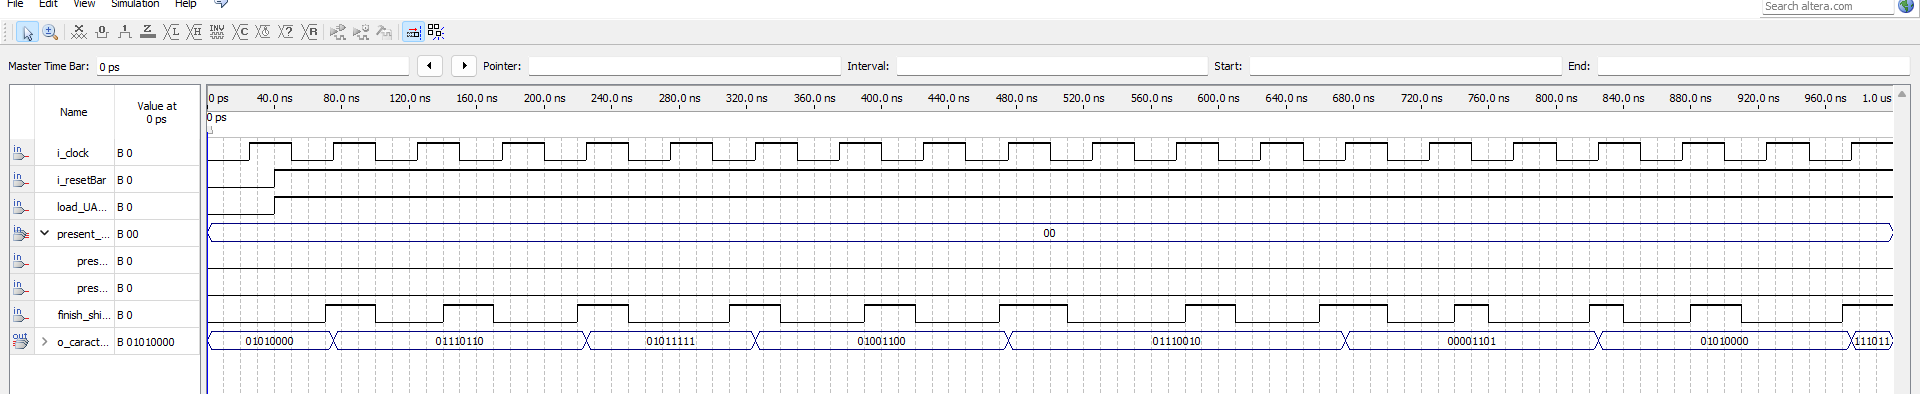 File Edit View Simulation Help
Search altera.com
Master Time Bar: 0 ps Pointer: Interval: Start: End:
Name Value at 0 ps
0 ps 40.0 ns 80.0 ns 120.0 ns 160.0 ns 200.0 ns 240.0 ns 280.0 ns 320.0 ns 360.0 ns 400.0 ns 440.0 ns 480.0 ns 520.0 ns 560.0 ns 600.0 ns 640.0 ns 680.0 ns 720.0 ns 760.0 ns 800.0 ns 840.0 ns 880.0 ns 920.0 ns 960.0 ns 1.0 us
0 ps
in i_clock B 0
in i_resetBar B 0
in load_UA... B 0
in present_... B 00 00
in pres... B 0
in pres... B 0
in finish_shi... B 0
out o_caract... B 01010000 01010000 01110110 01011111 01001100 01110010 00001101 01010000 111011